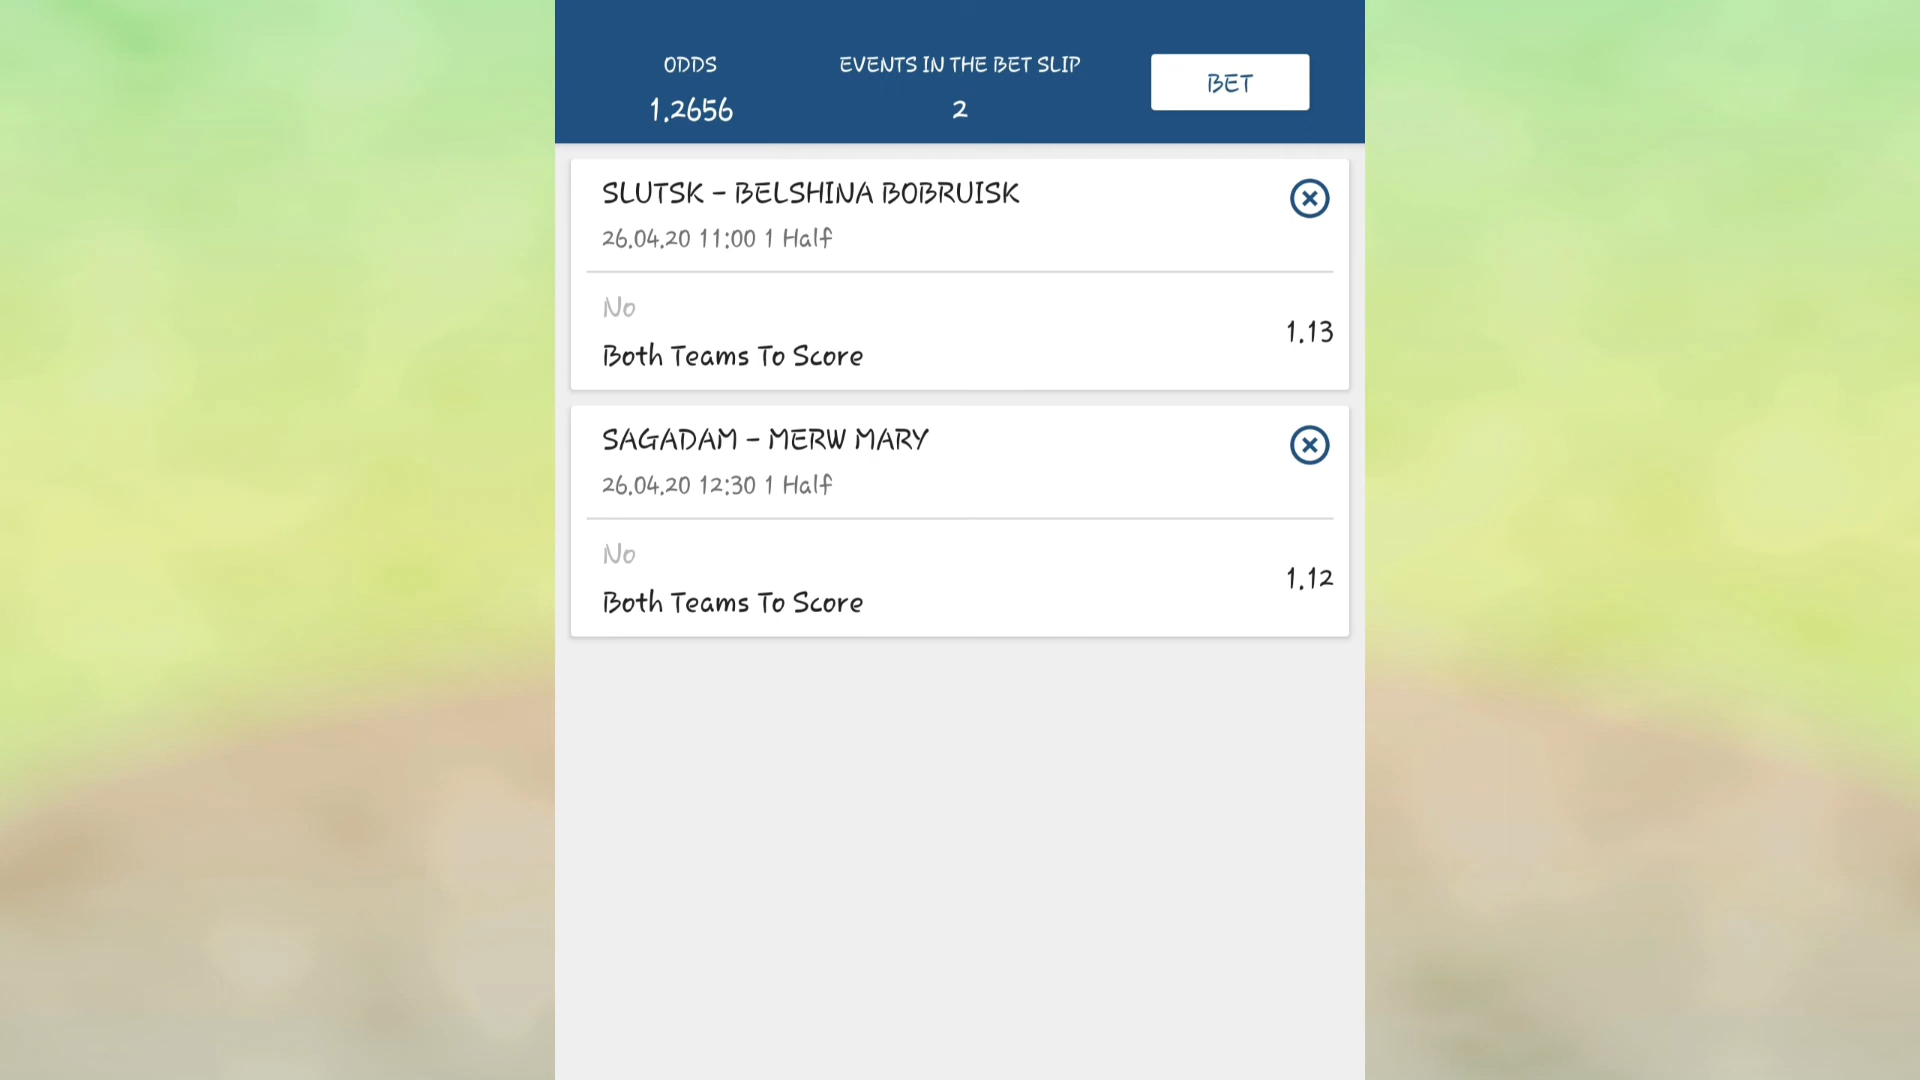 ODDS
EVENTS IN THE BET SLIP
BET
1.2656
2
SLUTSK - BELSHINA BOBRUISK
26.04.20 11:00 1 Half
No
1.13
Both Teams To Score
SAGADAM - MERW MARY
26.04.20 12:30 1 Half
No
1.12
Both Teams To Score